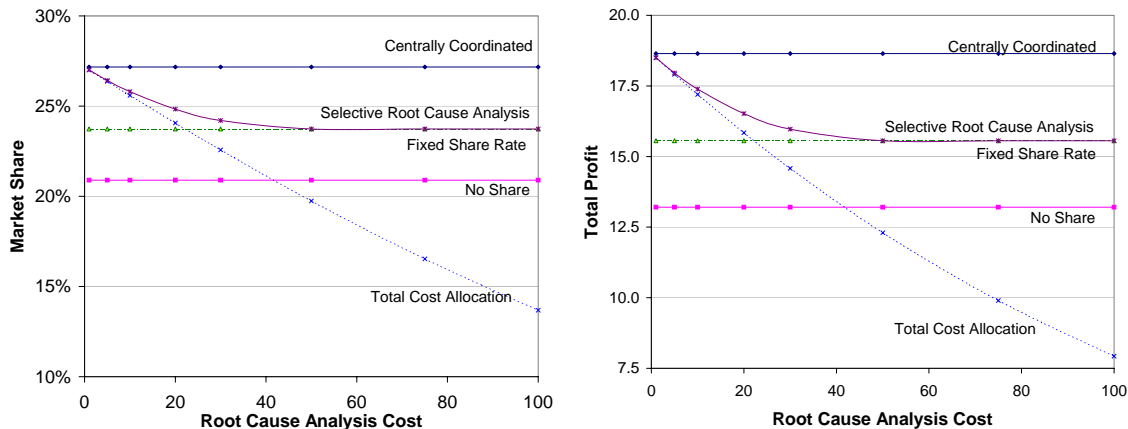 30%
25%
20%
15%
10%
0
20
40
60
80
100
Market Share
Root Cause Analysis Cost
Centrally Coordinated
Selective Root Cause Analysis
Fixed Share Rate
No Share
Total Cost Allocation
20.0
17.5
15.0
12.5
10.0
7.5
0
20
40
60
80
100
Total Profit
Root Cause Analysis Cost
Centrally Coordinated
Selective Root Cause Analysis
Fixed Share Rate
No Share
Total Cost Allocation